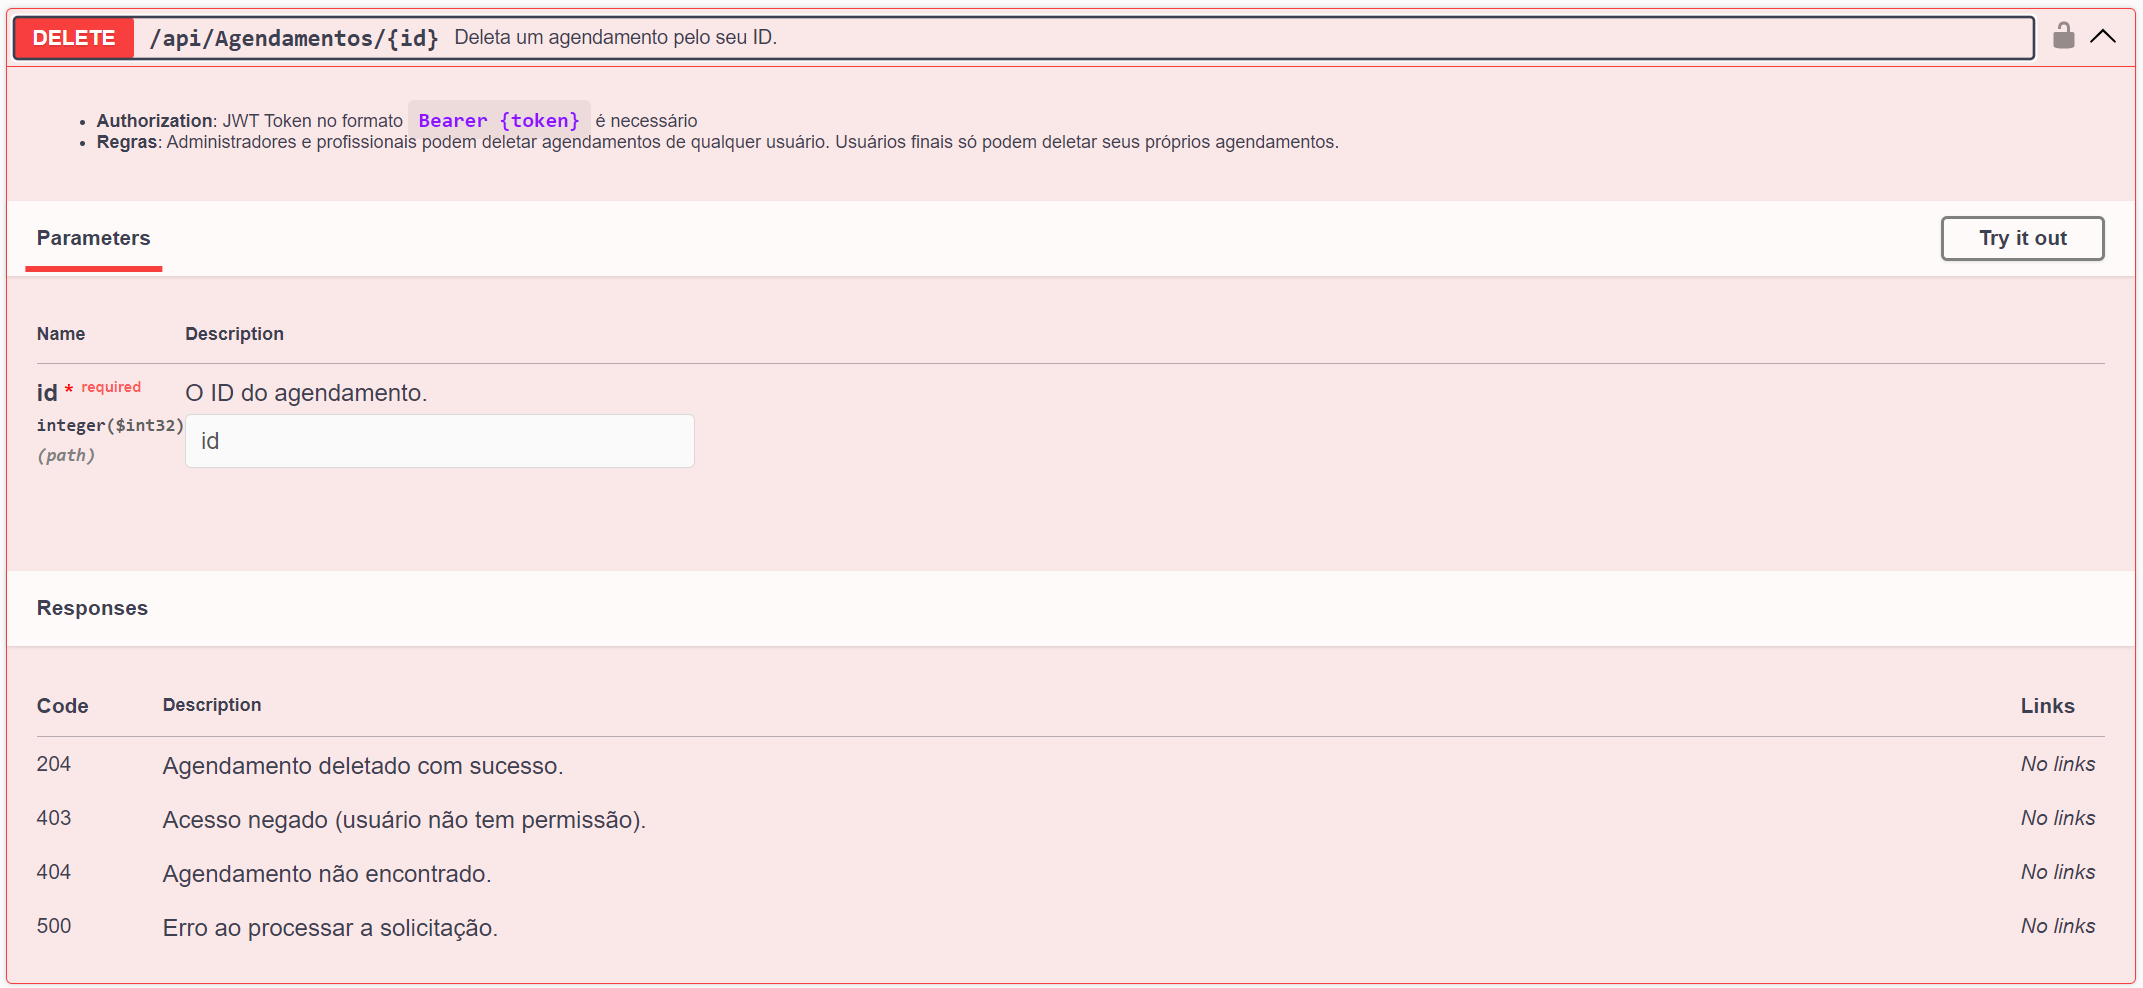 DELETE /api/Agendamentos/{id} Deleta um agendamento pelo seu ID.
• Authorization: JWT Token no formato Bearer {token} é necessário
• Regras: Administradores e profissionais podem deletar agendamentos de qualquer usuário. Usuários finais só podem deletar seus próprios agendamentos.
Parameters Try it out
Name Description
id * required O ID do agendamento.
integer($int32) id
(path)
Responses
Code Description Links
204 Agendamento deletado com sucesso. No links
403 Acesso negado (usuário não tem permissão). No links
404 Agendamento não encontrado. No links
500 Erro ao processar a solicitação. No links